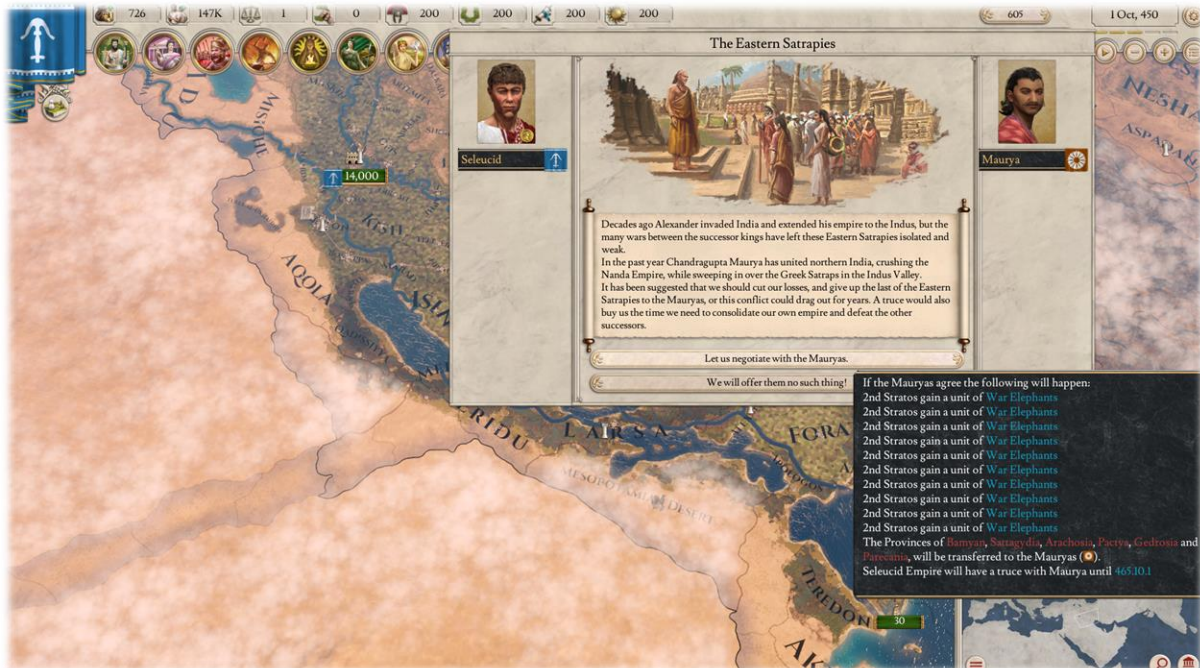 726
147K
1
0
200
200
200
200
605
1 Oct, 450
The Eastern Satrapies
Seleucid
Maurya
Decades ago Alexander invaded India and extended his empire to the Indus, but the
many wars between the successor kings have left these Eastern Satrapies isolated and
weak.
In the past year Chandragupta Maurya has united northern India, crushing the
Nanda Empire, while sweeping in over the Greek Satraps in the Indus Valley.
It has been suggested that we should cut our losses, and give up the last of the Eastern
Satrapies to the Mauryas, or this conflict could drag out for years. A truce would also
buy us the time we need to consolidate our own empire and defeat the other
successors.
Let us negotiate with the Mauryas.
We will offer them no such thing!
If the Mauryas agree the following will happen:
2nd Stratos gain a unit of War Elephants
2nd Stratos gain a unit of War Elephants
2nd Stratos gain a unit of War Elephants
2nd Stratos gain a unit of War Elephants
2nd Stratos gain a unit of War Elephants
2nd Stratos gain a unit of War Elephants
2nd Stratos gain a unit of War Elephants
2nd Stratos gain a unit of War Elephants
2nd Stratos gain a unit of War Elephants
2nd Stratos gain a unit of War Elephants
The Provinces of Bamyan, Sattagydia, Arachosia, Pactya, Gedrosia and
Parecania, will be transferred to the Mauryas ( ).
Seleucid Empire will have a truce with Maurya until 465.10.1
MISICHE
14,000
KISH
AQOLA
LARSA
MESOPOTAMIAN DESERT
TEREDON
30